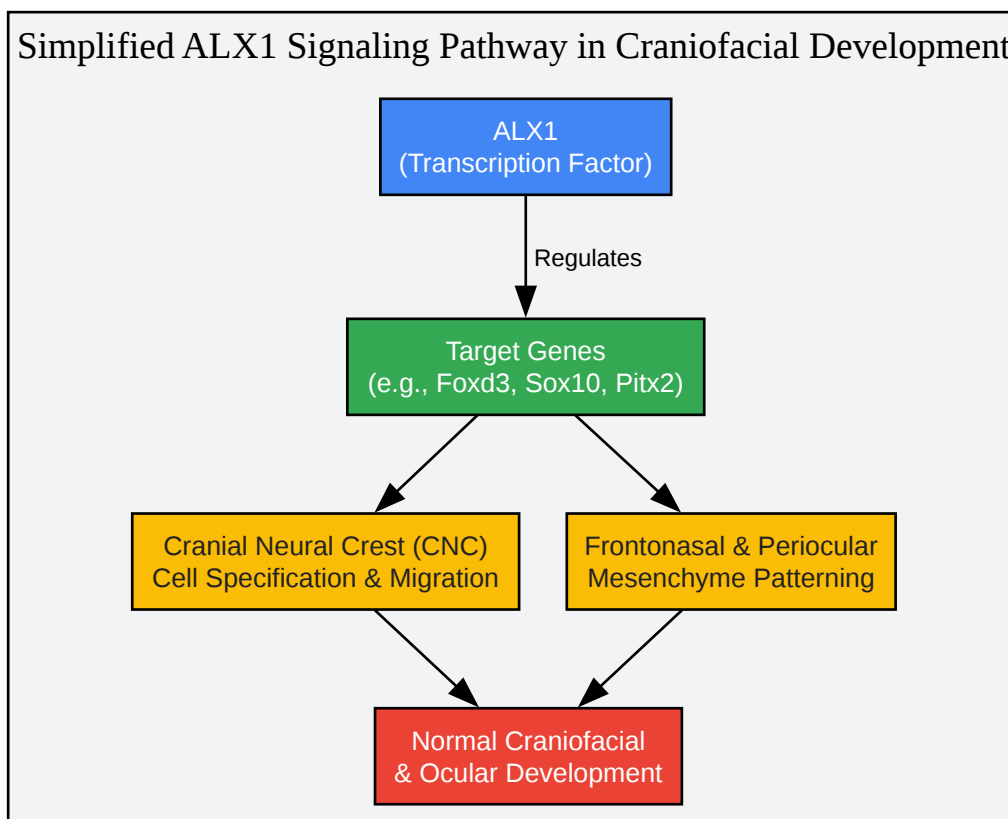 Simplified ALX1 Signaling Pathway in Craniofacial Development
ALX1
(Transcription Factor)
Regulates
Target Genes
(e.g., Foxd3, Sox10, Pitx2)
Cranial Neural Crest (CNC)
Cell Specification & Migration
Frontonasal & Periocular
Mesenchyme Patterning
Normal Craniofacial
& Ocular Development